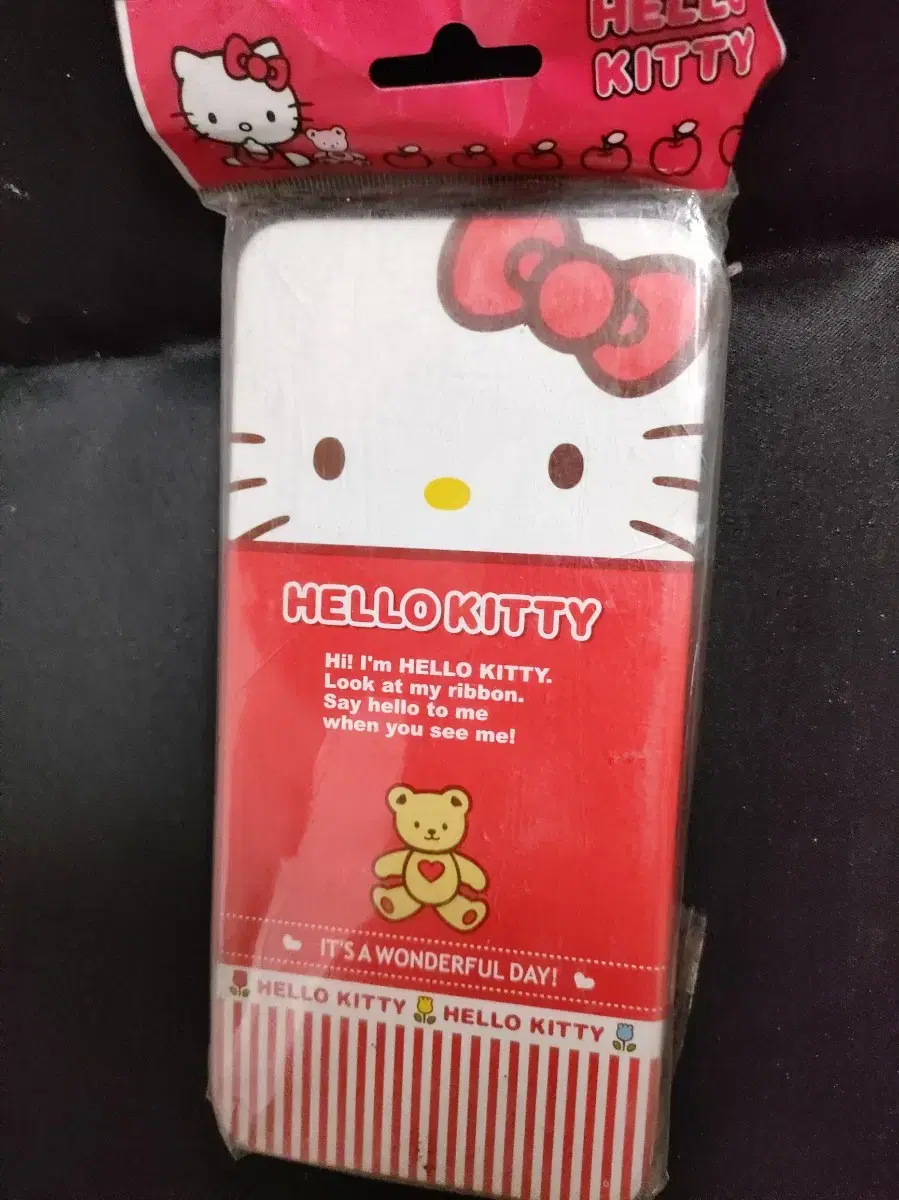 HELLO
KITTY
HELLO KITTY
Hi! I'm HELLO KITTY.
Look at my ribbon.
Say hello to me
when you see me!
IT'S A WONDERFUL DAY!
HELLO KITTY HELLO KITTY